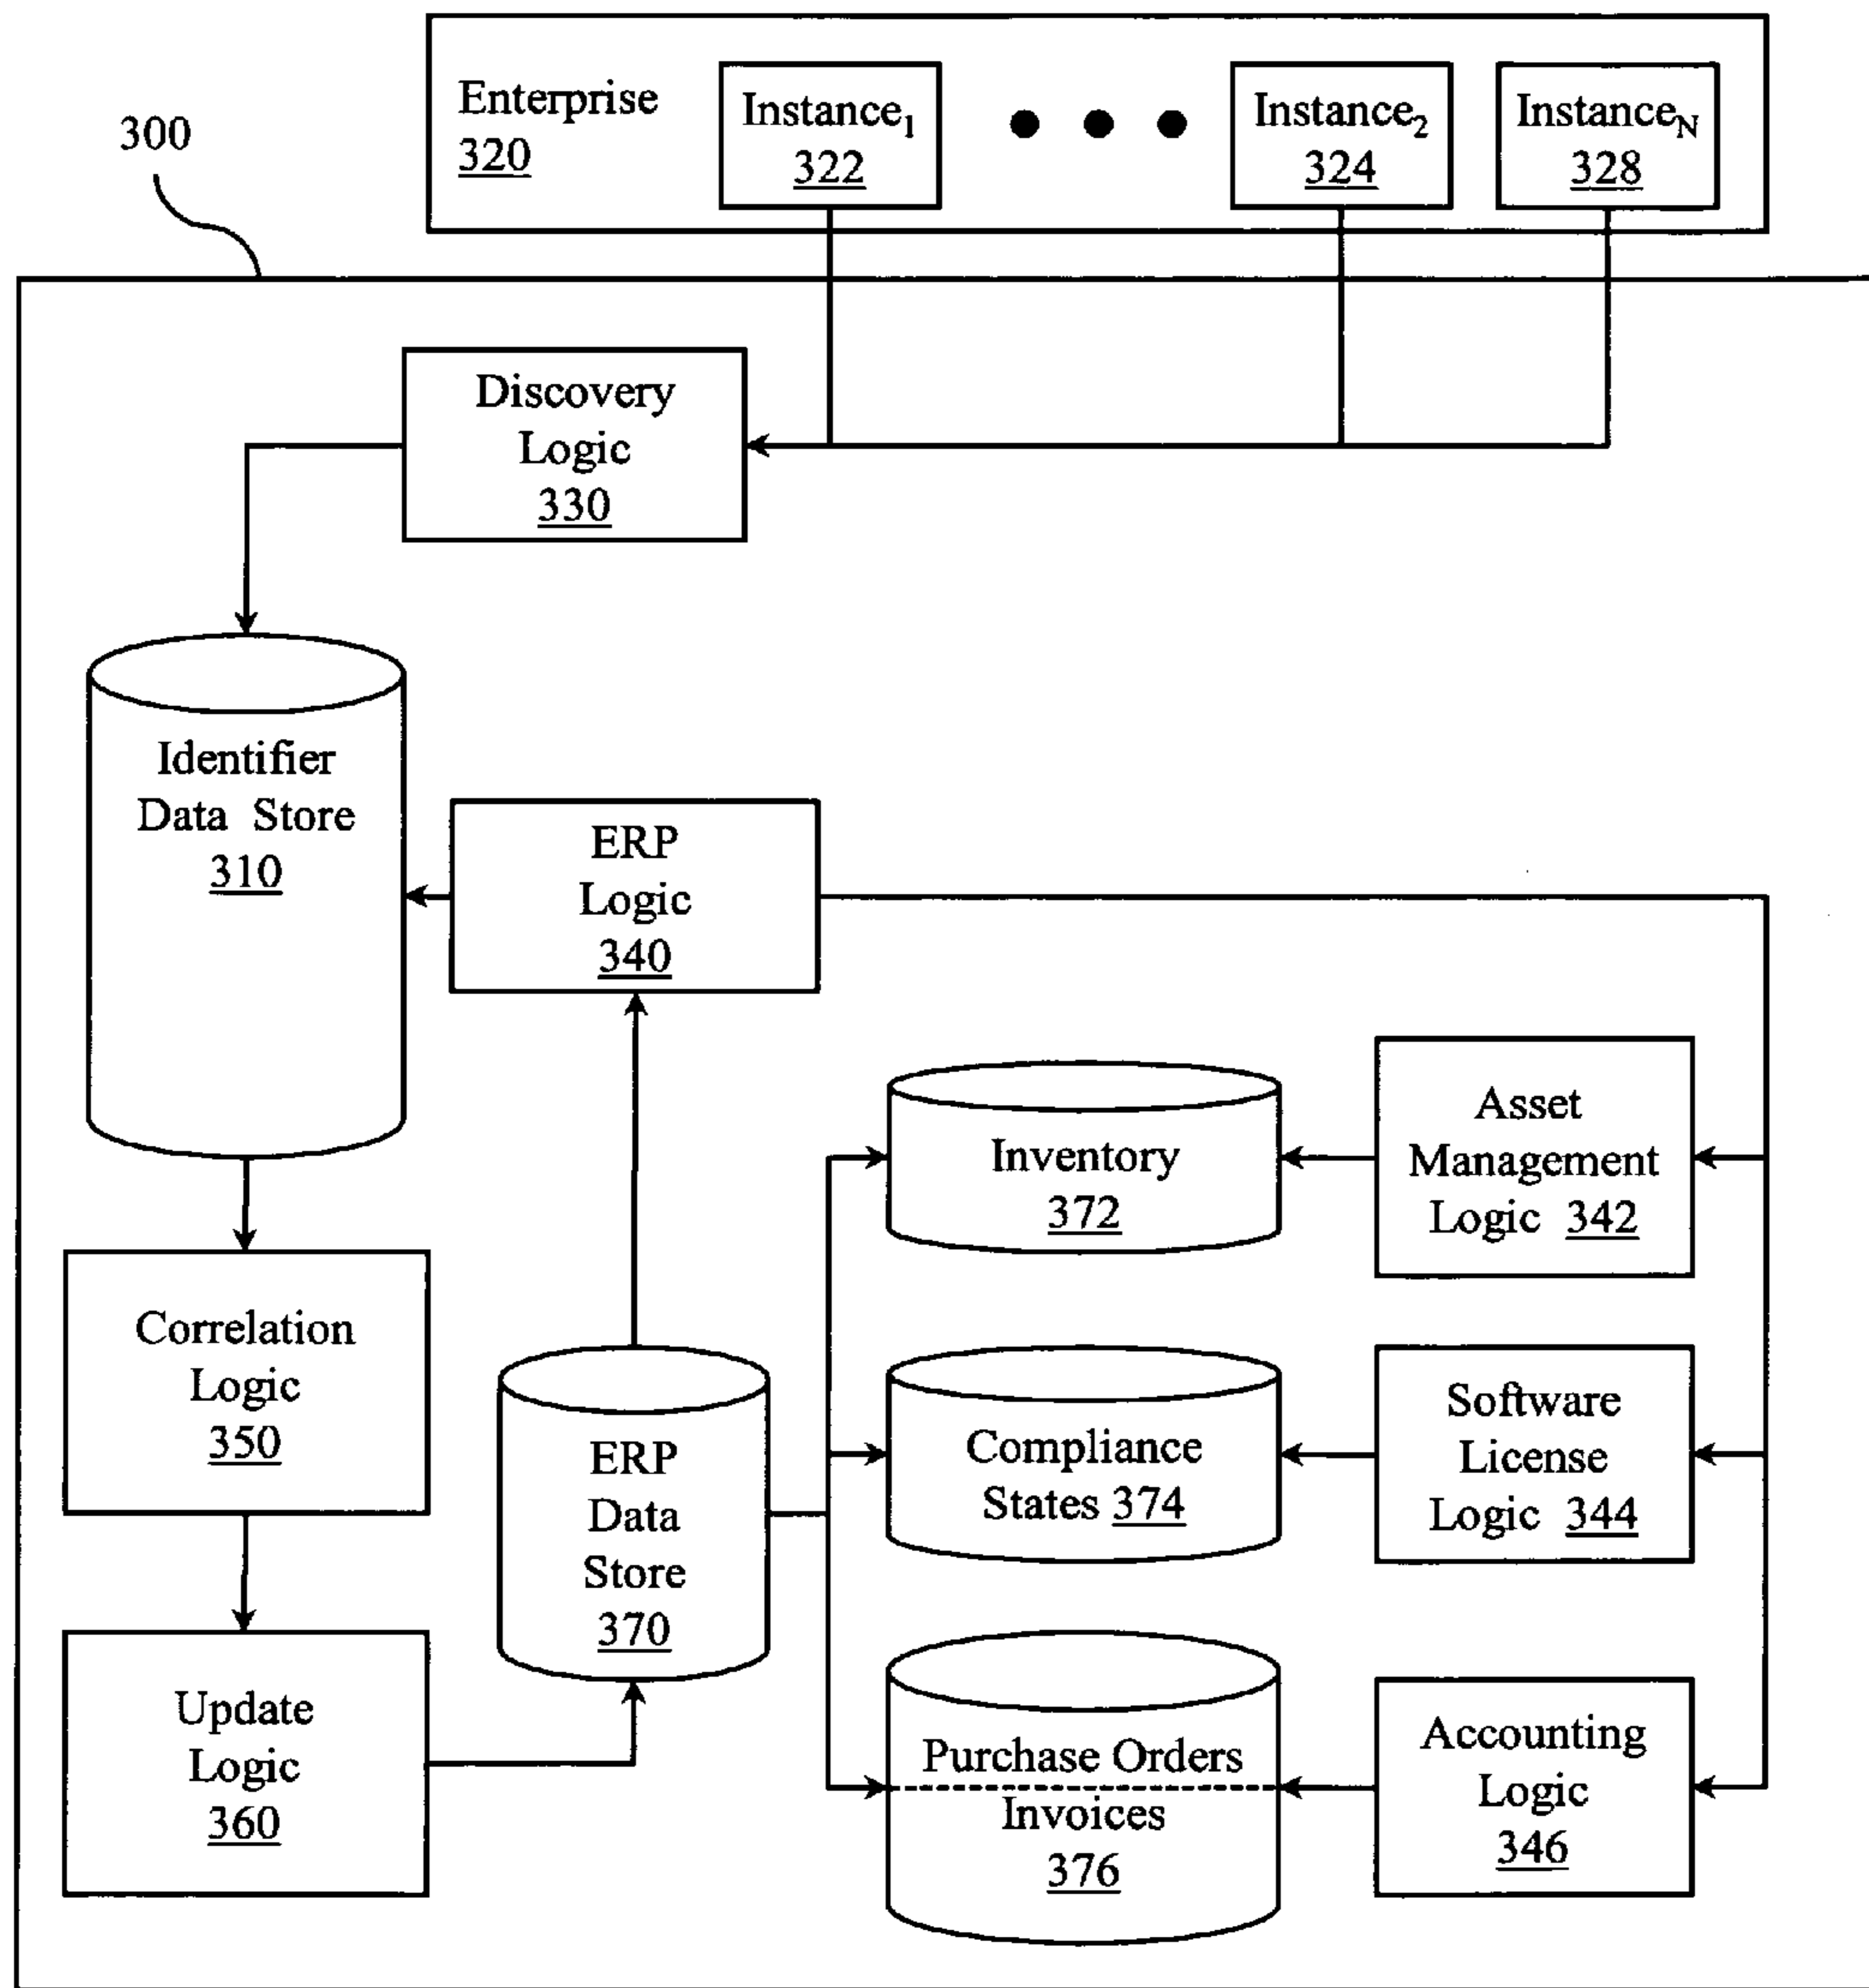 300
Enterprise
320
Instance₁
322
Instance₂
324
Instance_N
328
Discovery
Logic
330
Identifier
Data Store
310
ERP
Logic
340
Inventory
372
Asset
Management
Logic 342
Correlation
Logic
350
ERP
Data
Store
370
Compliance
States 374
Software
License
Logic 344
Update
Logic
360
Purchase Orders
Invoices
376
Accounting
Logic
346